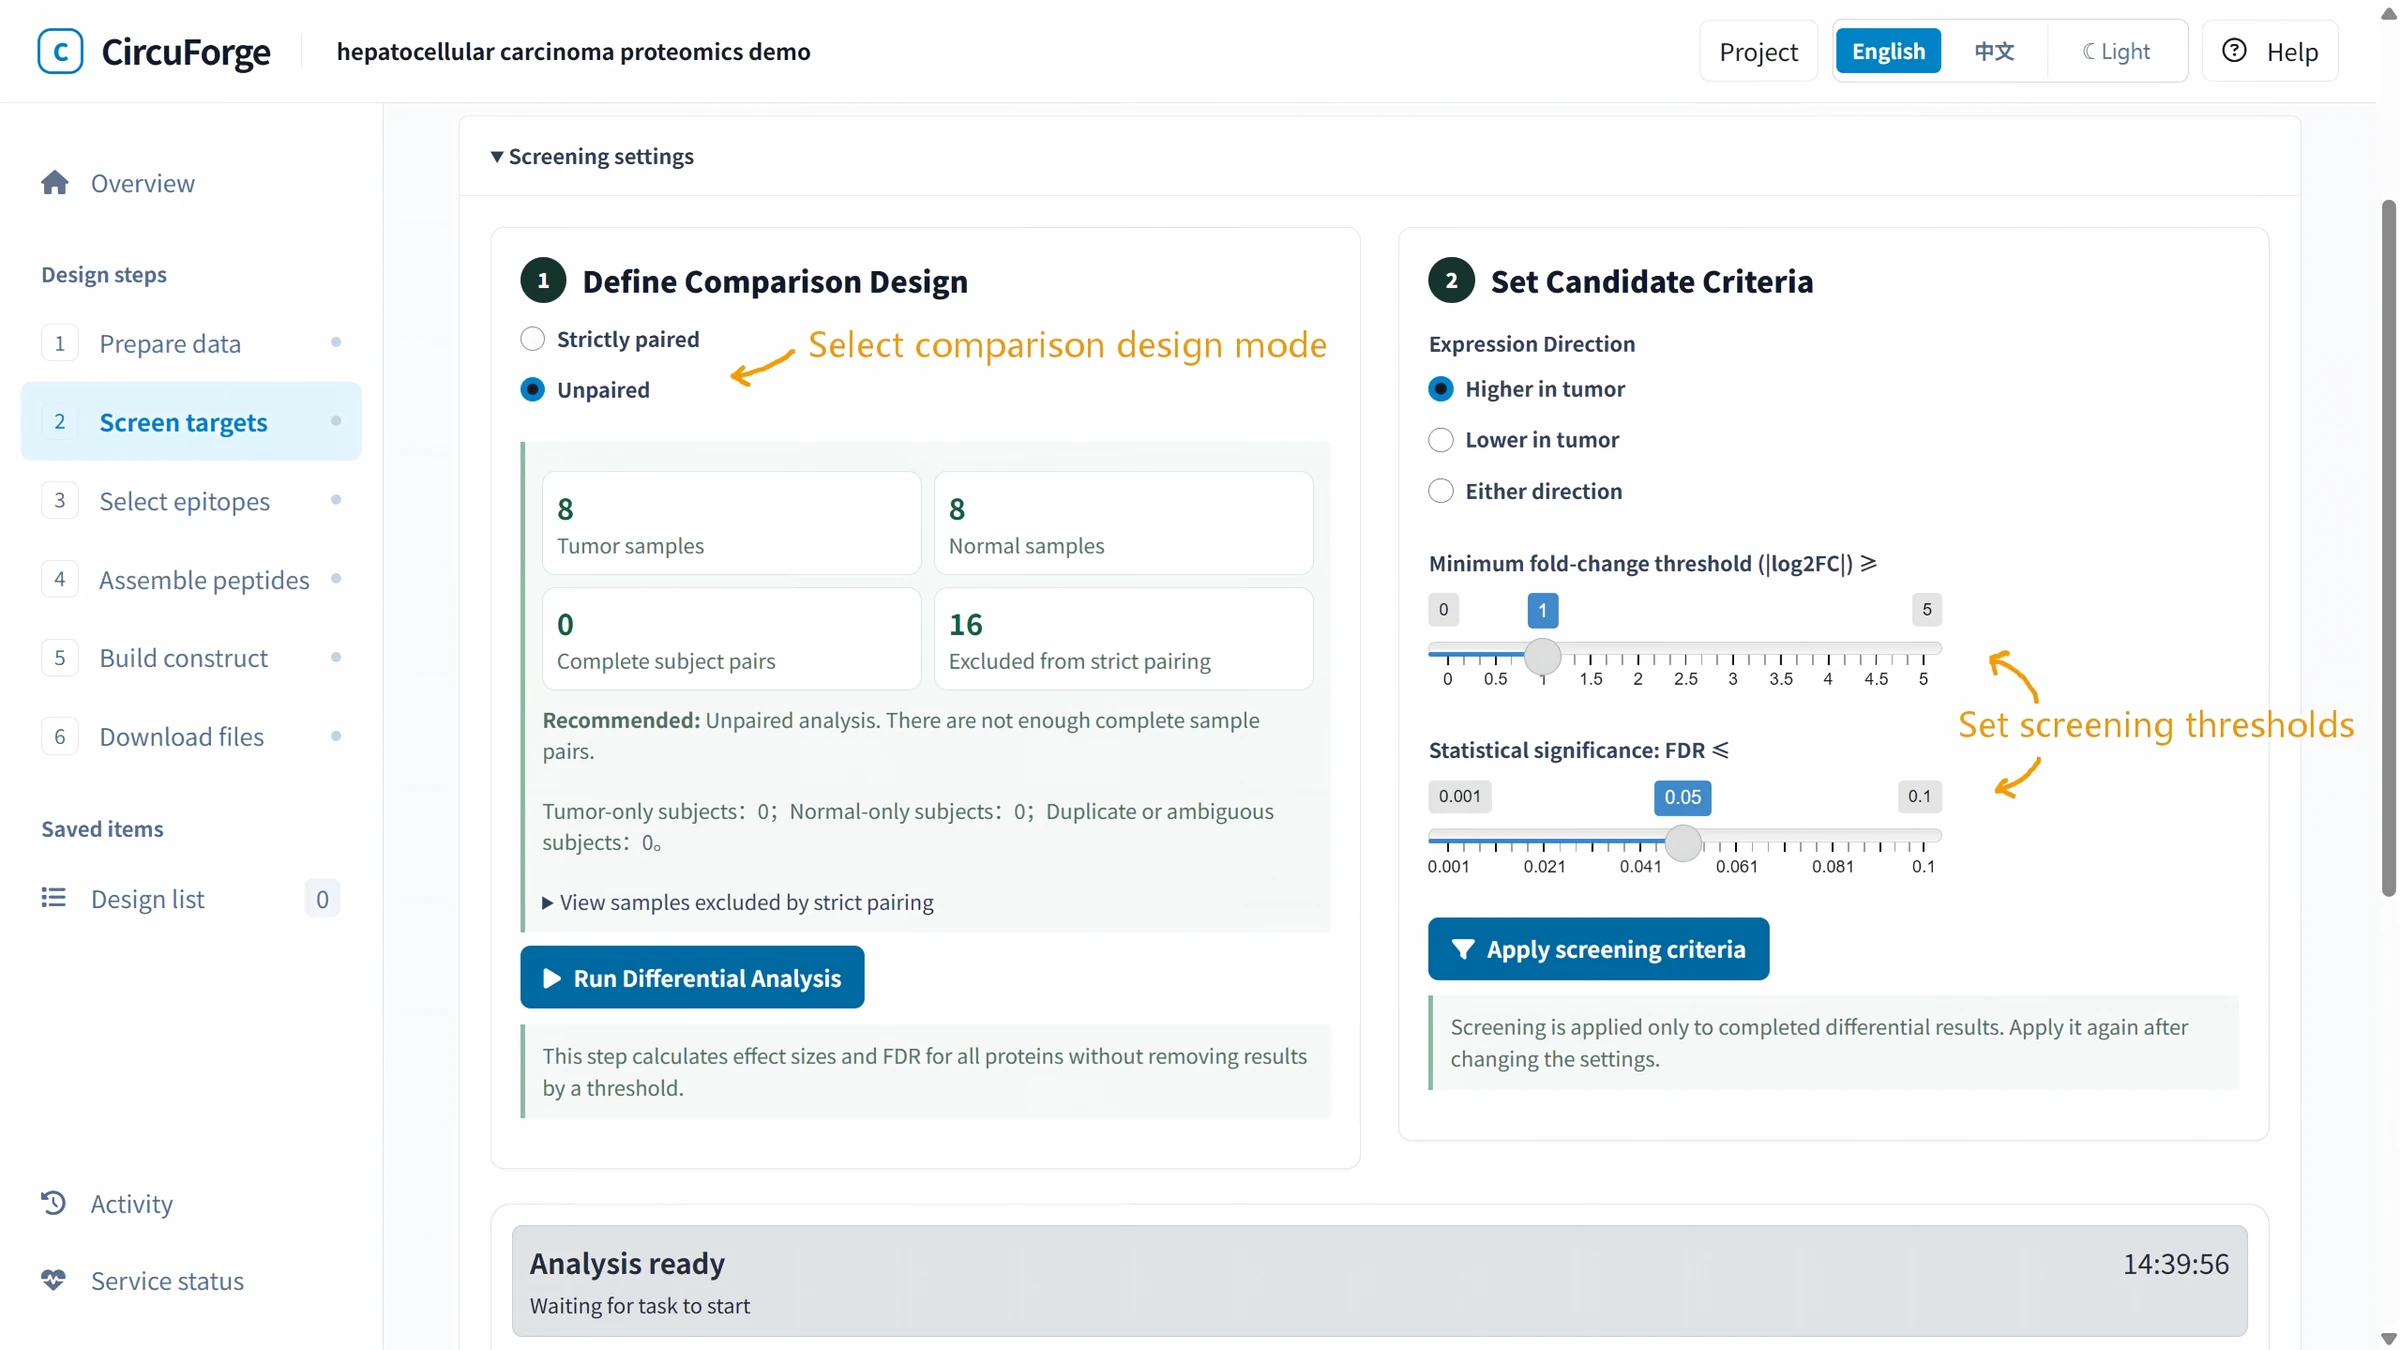 C CircuForge
hepatocellular carcinoma proteomics demo
Project
English
中文
☾ Light
? Help
Overview
Design steps
1 Prepare data
2 Screen targets
3 Select epitopes
4 Assemble peptides
5 Build construct
6 Download files
Saved items
Design list 0
Activity
Service status
▼ Screening settings
1 Define Comparison Design
Strictly paired
Unpaired
Select comparison design mode
8
Tumor samples
8
Normal samples
0
Complete subject pairs
16
Excluded from strict pairing
Recommended: Unpaired analysis. There are not enough complete sample
pairs.
Tumor-only subjects：0；Normal-only subjects：0；Duplicate or ambiguous
subjects：0。
▶ View samples excluded by strict pairing
Run Differential Analysis
This step calculates effect sizes and FDR for all proteins without removing results
by a threshold.
2 Set Candidate Criteria
Expression Direction
Higher in tumor
Lower in tumor
Either direction
Minimum fold-change threshold (|log2FC|) ⩾
0 1 5
0 0.5 1 1.5 2 2.5 3 3.5 4 4.5 5
Set screening thresholds
Statistical significance: FDR ⩽
0.001 0.05 0.1
0.001 0.021 0.041 0.061 0.081 0.1
Apply screening criteria
Screening is applied only to completed differential results. Apply it again after
changing the settings.
Analysis ready
14:39:56
Waiting for task to start